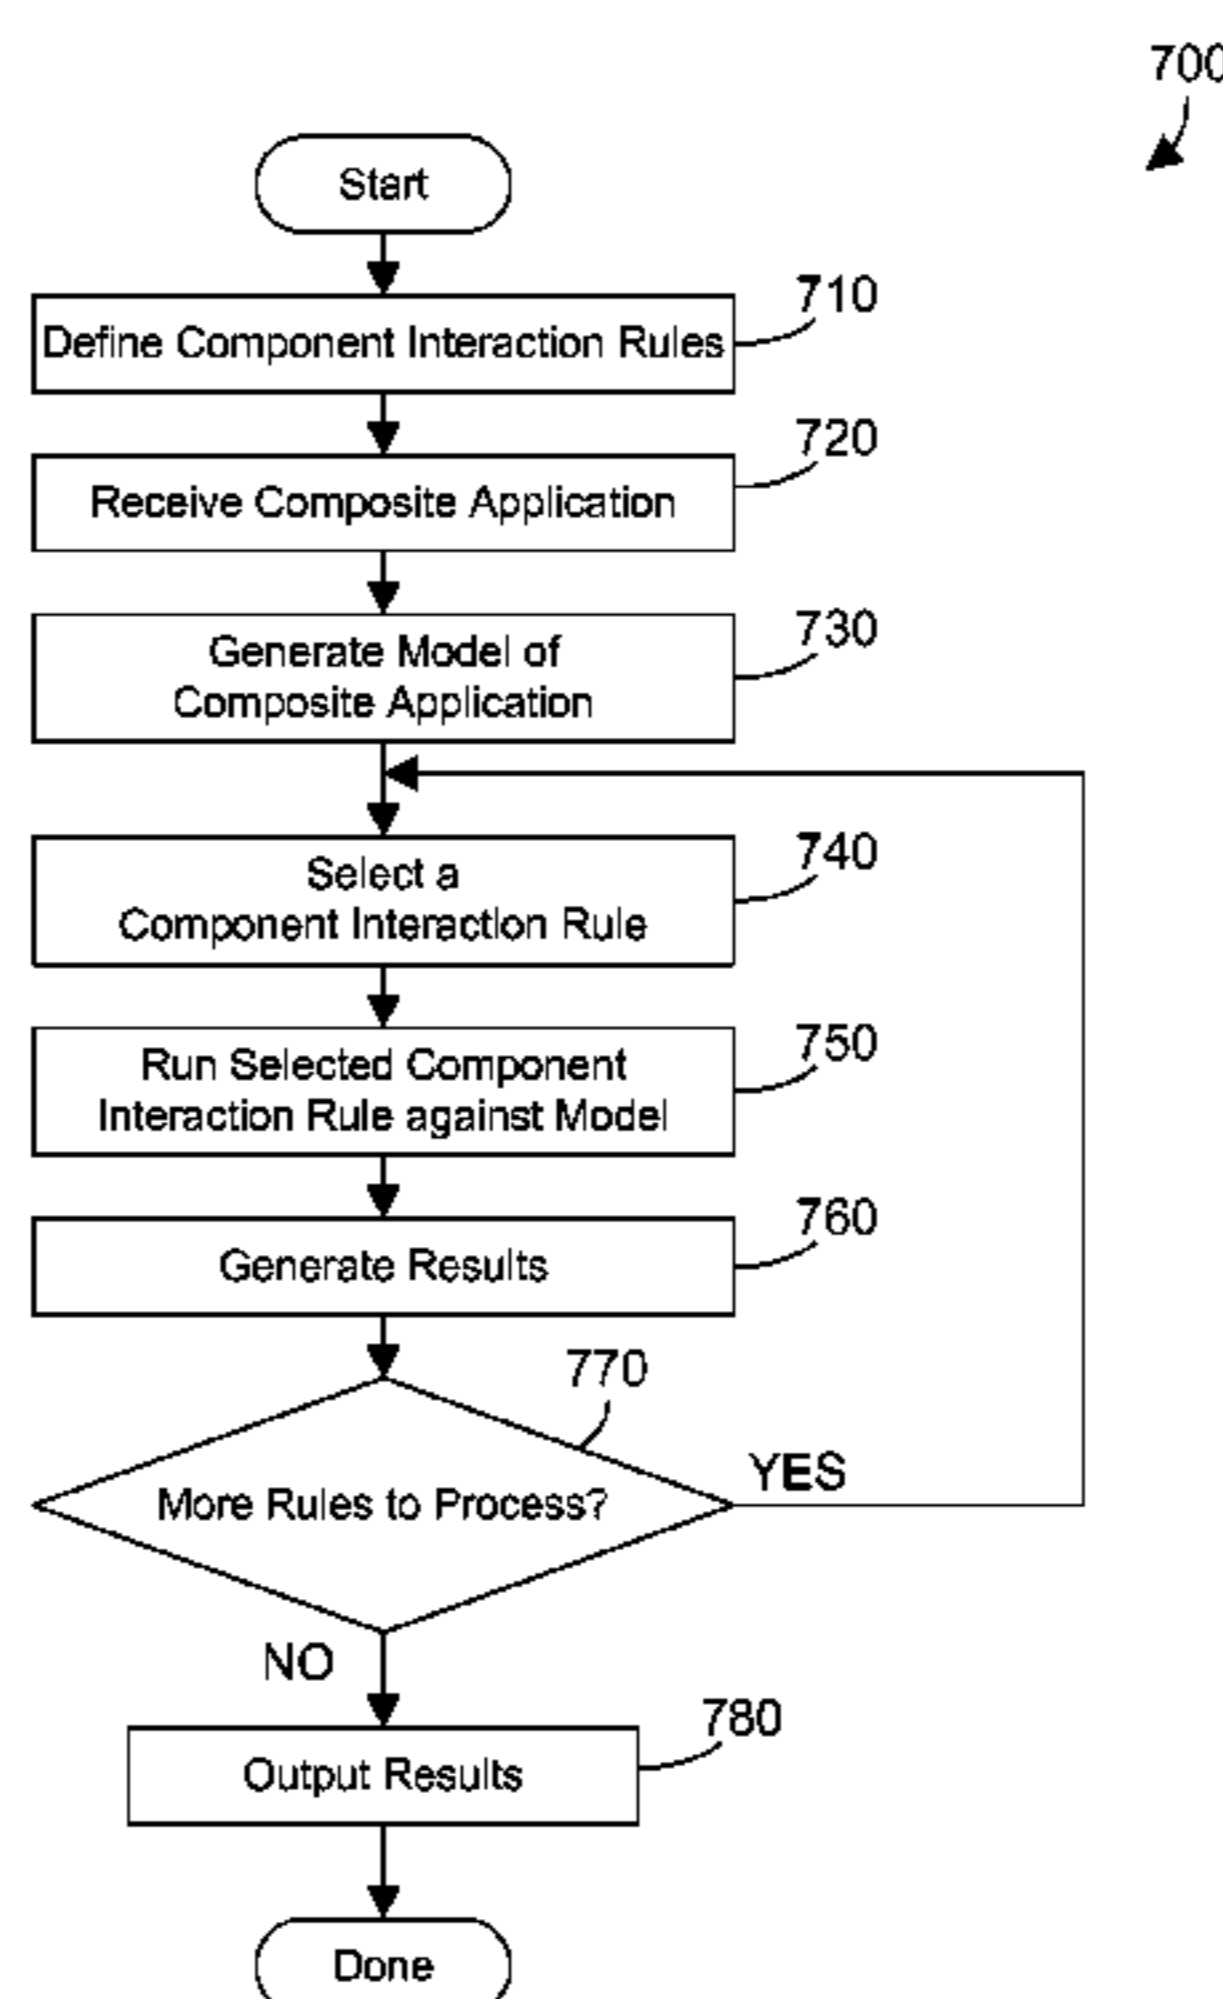 700
Start
710
Define Component Interaction Rules
720
Receive Composite Application
730
Generate Model of
Composite Application
740
Select a
Component Interaction Rule
750
Run Selected Component
Interaction Rule against Model
760
Generate Results
770
More Rules to Process?
YES
NO
780
Output Results
Done